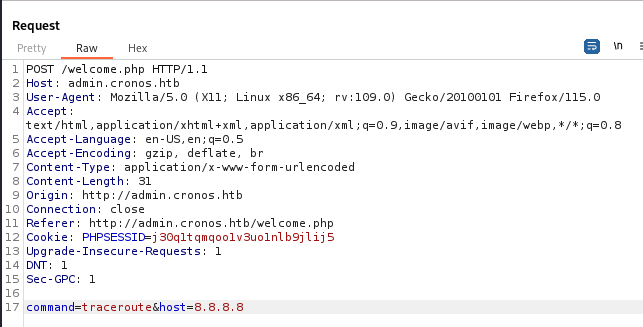 Request
Pretty Raw Hex \n
1 POST /welcome.php HTTP/1.1
2 Host: admin.cronos.htb
3 User-Agent: Mozilla/5.0 (X11; Linux x86_64; rv:109.0) Gecko/20100101 Firefox/115.0
4 Accept:
text/html,application/xhtml+xml,application/xml;q=0.9,image/avif,image/webp,*/*;q=0.8
5 Accept-Language: en-US,en;q=0.5
6 Accept-Encoding: gzip, deflate, br
7 Content-Type: application/x-www-form-urlencoded
8 Content-Length: 31
9 Origin: http://admin.cronos.htb
10 Connection: close
11 Referer: http://admin.cronos.htb/welcome.php
12 Cookie: PHPSESSID=j30q1tqmqoo1v3uo1nlb9jlij5
13 Upgrade-Insecure-Requests: 1
14 DNT: 1
15 Sec-GPC: 1
16
17 command=traceroute&host=8.8.8.8